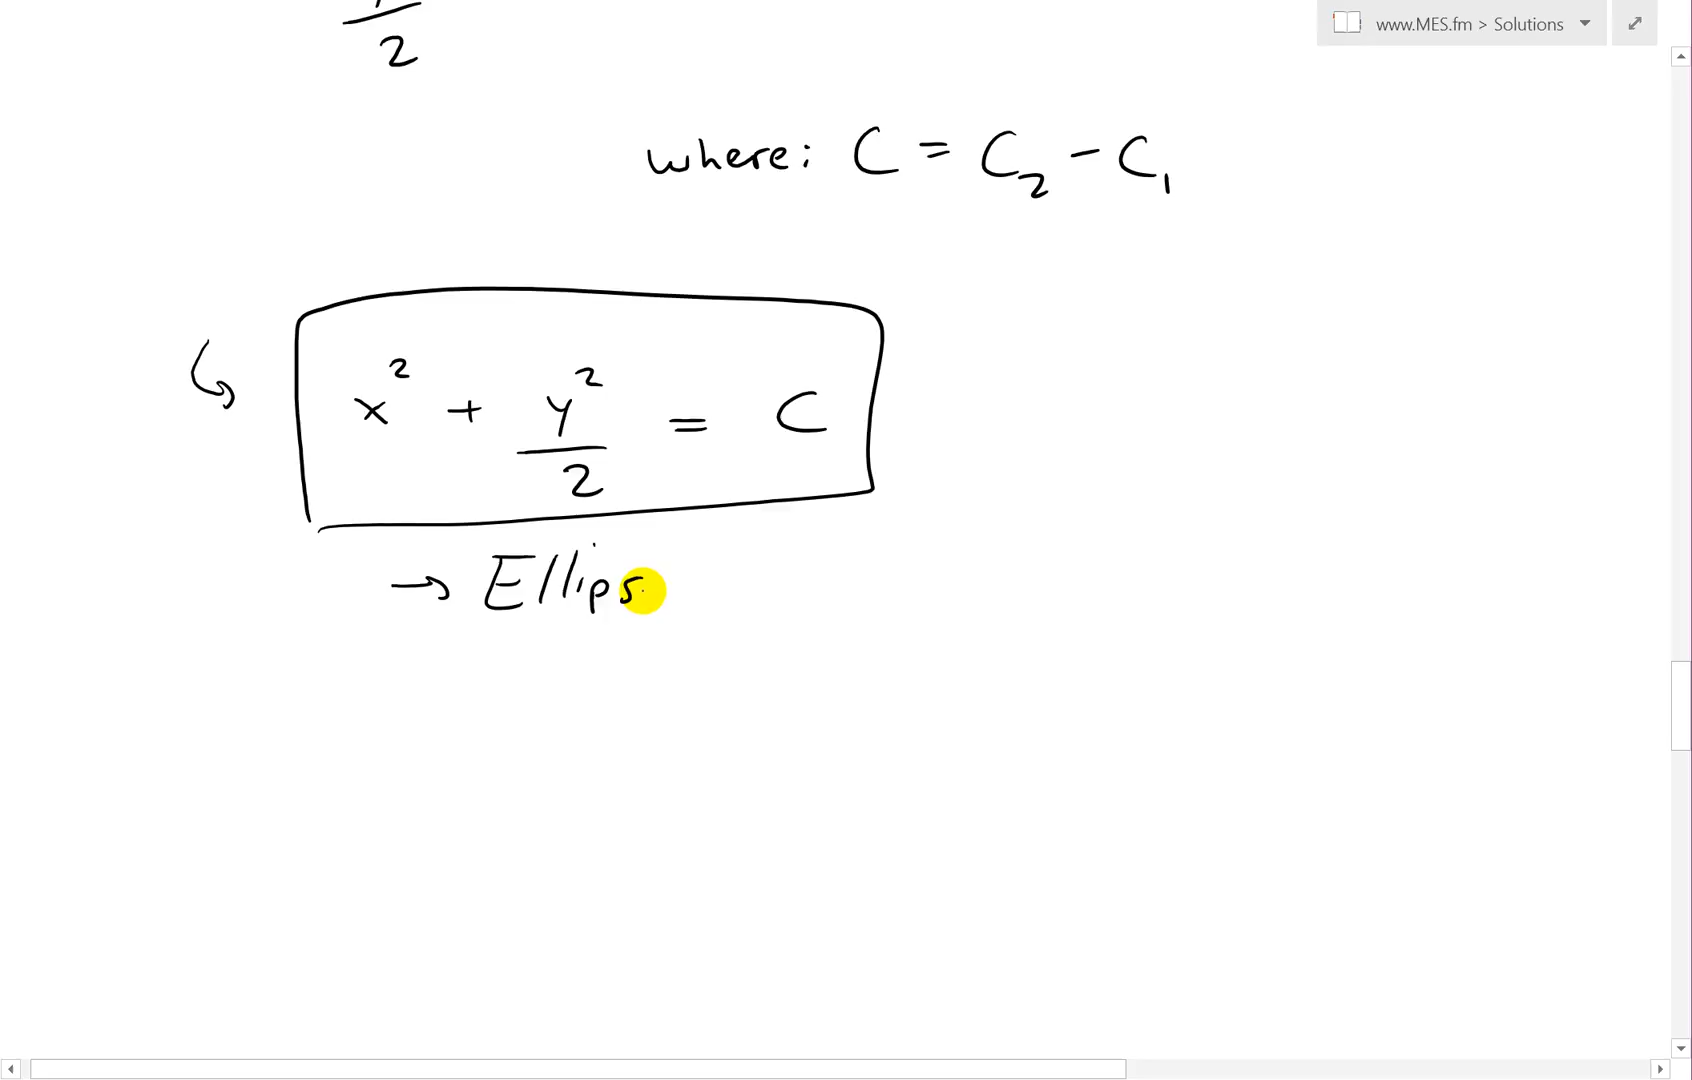 www.MES.fm > Solutions
2
where: C = C₂ - C₁
x² + y²/2 = C
→ Ellips